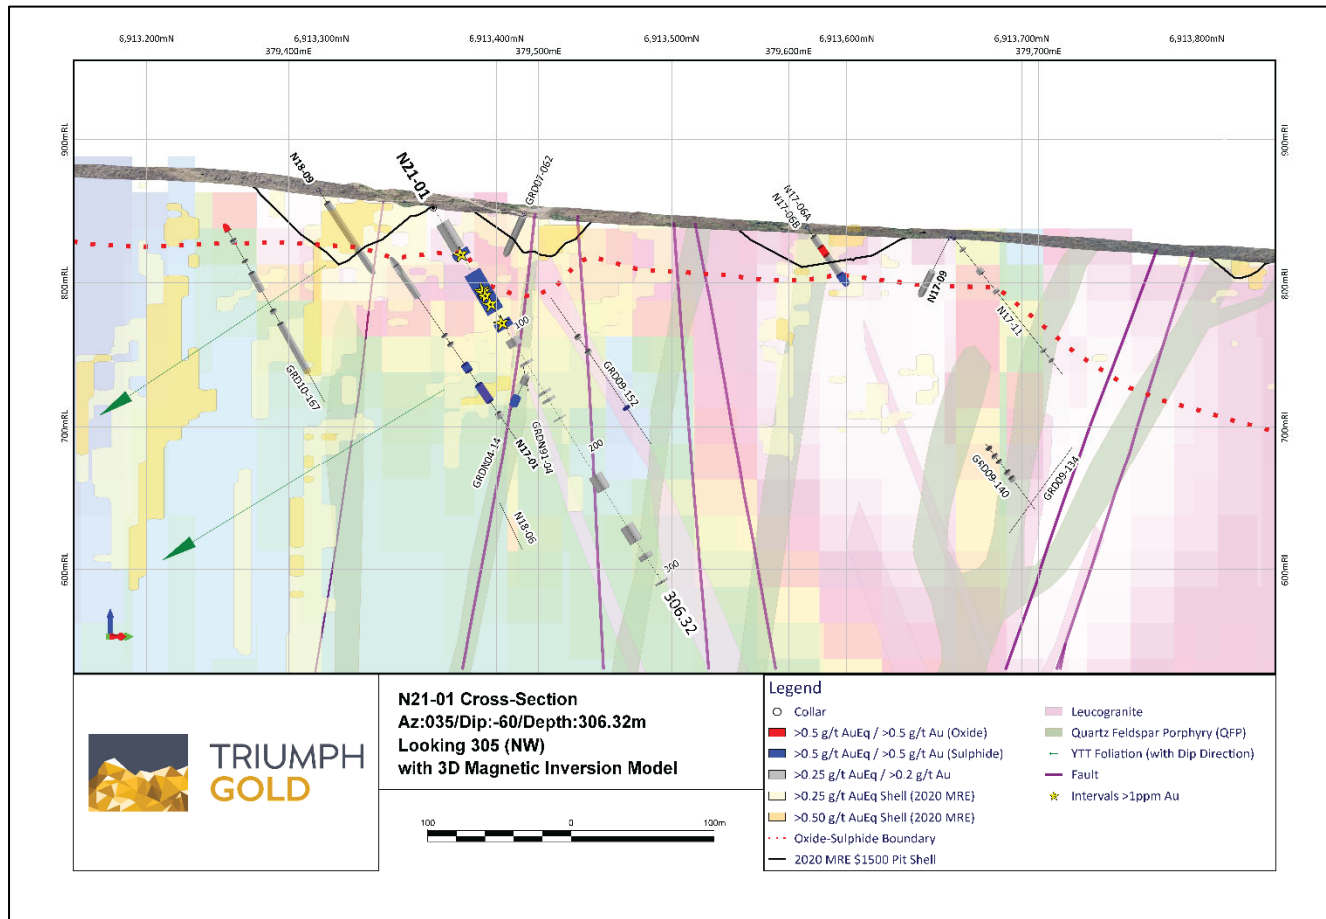 6,913.200mN 6,913,300mN 6,913,400mN 6,913,500mN 6,913,600mN 6,913.700mN 6,913,800mN
379,400mE 379,500mE 379,600mE 379,700mE
900mRL 900mRl
800mRL 800mRl
700mRL 700mRl
600mRL 600mRl
N18-09
N21-01
GRD07-062
N17-06A
N17-06B
N17-09
N17-11
100
GRD10-167
GRD09-152
GRDN04-14
N17-01
GRDN91-04
200
GRD09-140
GRD09-134
N18-06
300
306.32
TRIUMPH
GOLD
N21-01 Cross-Section
Az:035/Dip:-60/Depth:306.32m
Looking 305 (NW)
with 3D Magnetic Inversion Model
100 0 100m
Legend
Collar
>0.5 g/t AuEq / >0.5 g/t Au (Oxide)
>0.5 g/t AuEq / >0.5 g/t Au (Sulphide)
>0.25 g/t AuEq / >0.2 g/t Au
>0.25 g/t AuEq Shell (2020 MRE)
>0.50 g/t AuEq Shell (2020 MRE)
Oxide-Sulphide Boundary
2020 MRE $1500 Pit Shell
Leucogranite
Quartz Feldspar Porphyry (QFP)
YTT Foliation (with Dip Direction)
Fault
Intervals >1ppm Au